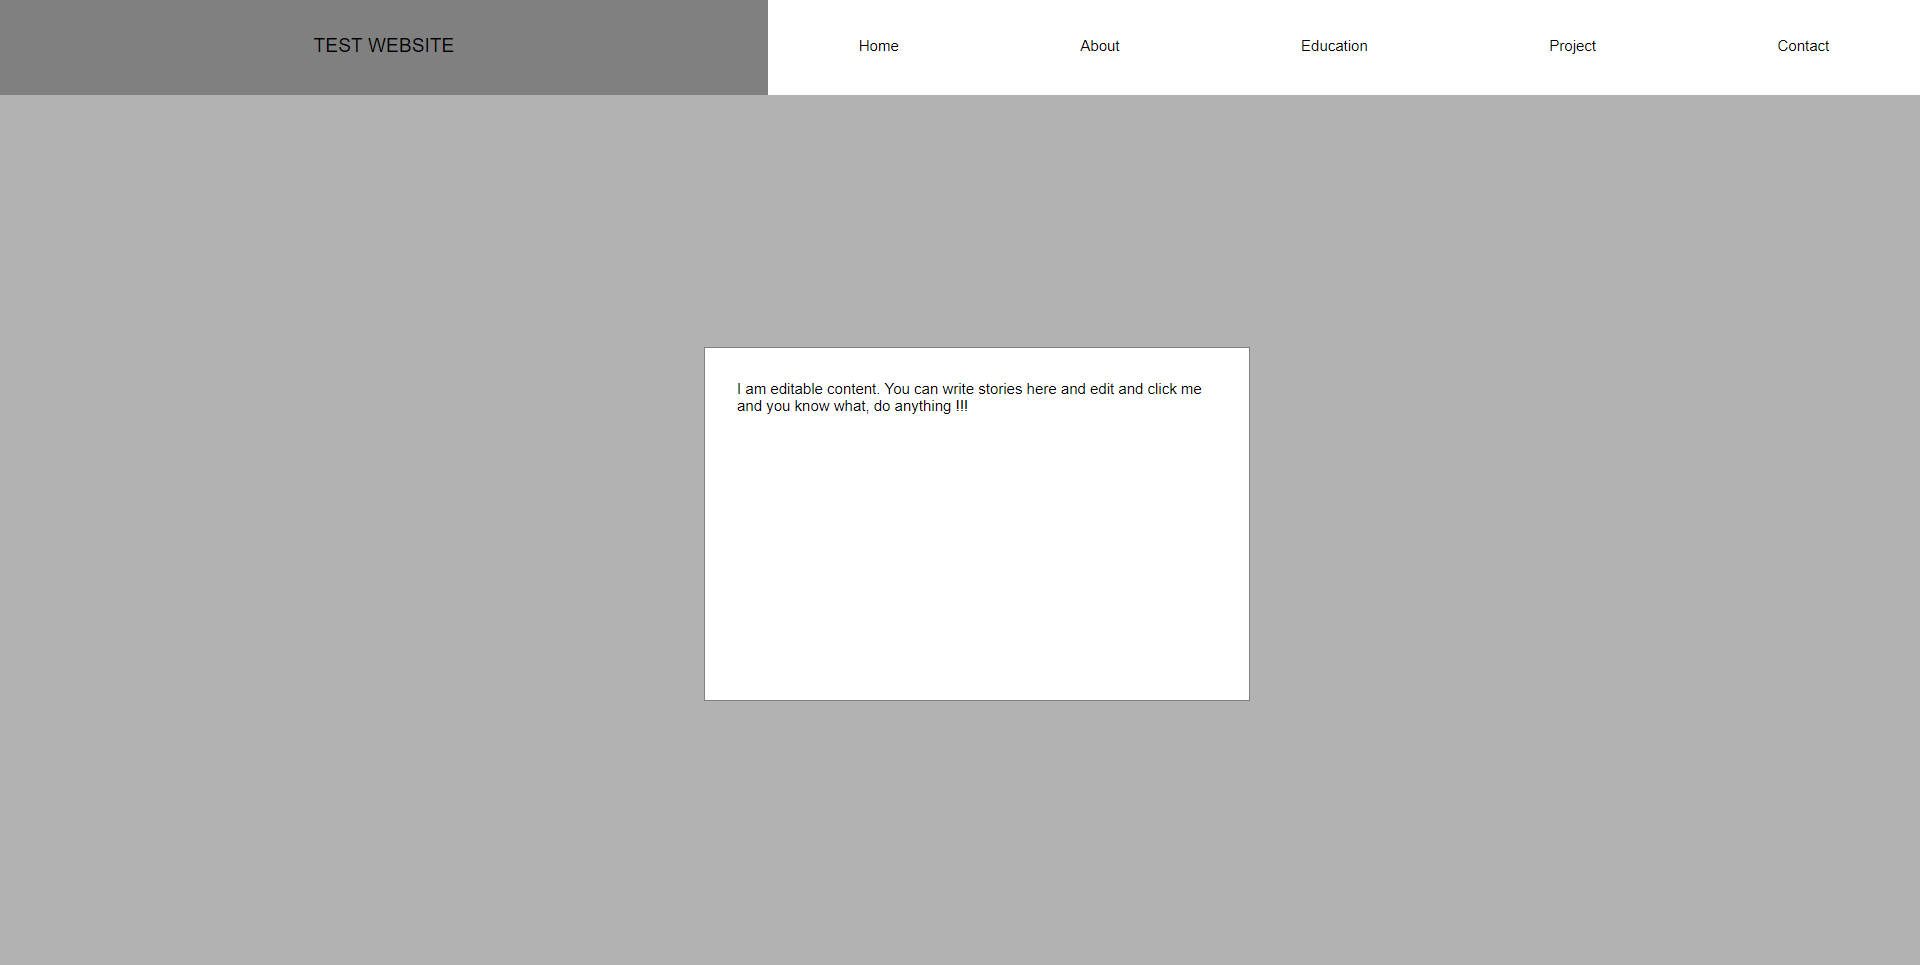 TEST WEBSITE
Home
About
Education
Project
Contact
I am editable content. You can write stories here and edit and click me
and you know what, do anything !!!